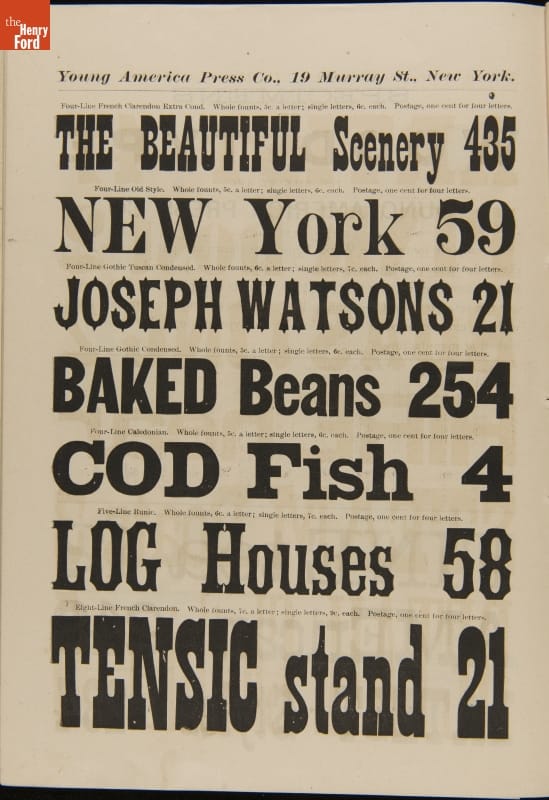 the
Henry
Ford
Young America Press Co., 19 Murray St., New York.
Four-Line French Clarendon Extra Cond. Whole founts, 5c. a letter; single letters, 6c. each. Postage, one cent for four letters.
THE BEAUTIFUL Scenery 435
Four-Line Old Style. Whole founts, 5c. a letter; single letters, 6c. each. Postage, one cent for four letters.
NEW York 59
Four-Line Gothic Tuscan Condensed. Whole founts, 6c. a letter; single letters, 7c. each. Postage, one cent for four letters.
JOSEPH WATSONS 21
Four-Line Gothic Condensed. Whole founts, 5c. a letter; single letters, 6c. each. Postage, one cent for four letters.
BAKED Beans 254
Four-Line Caledonian. Whole founts, 5c. a letter; single letters, 6c. each. Postage, one cent for four letters.
COD Fish 4
Five-Line Runic. Whole founts, 6c. a letter; single letters, 7c. each. Postage, one cent for four letters.
LOG Houses 58
Eight-Line French Clarendon. Whole founts, 7c. a letter; single letters, 9c. each. Postage, one cent for four letters.
TENSIC stand 21